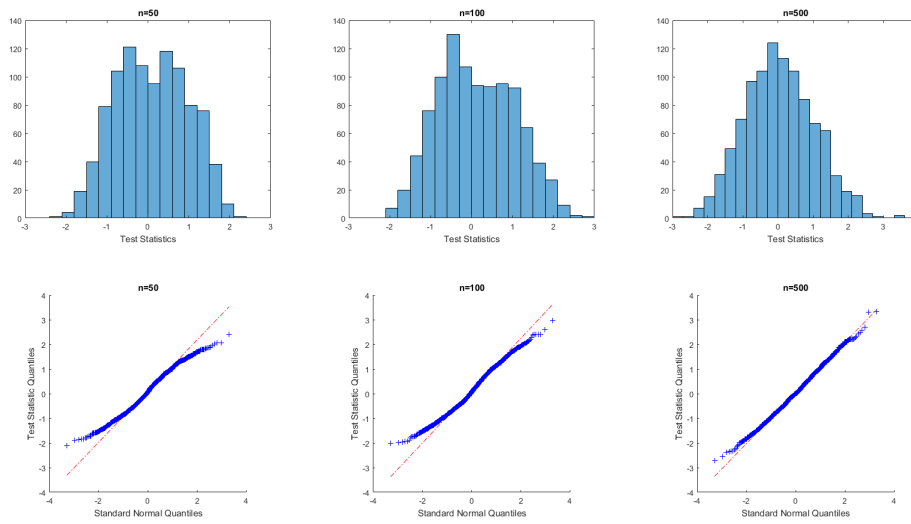 n=50
140
120
100
80
60
40
20
0
-3 -2 -1 0 1 2 3
Test Statistics
n=100
140
120
100
80
60
40
20
0
-3 -2 -1 0 1 2 3
Test Statistics
n=500
140
120
100
80
60
40
20
0
-3 -2 -1 0 1 2 3
Test Statistics
n=50
Test Statistic Quantiles
4
3
2
1
0
-1
-2
-3
-4
-4 -2 0 2 4
Standard Normal Quantiles
n=100
Test Statistic Quantiles
4
3
2
1
0
-1
-2
-3
-4
-4 -2 0 2 4
Standard Normal Quantiles
n=500
Test Statistic Quantiles
4
3
2
1
0
-1
-2
-3
-4
-4 -2 0 2 4
Standard Normal Quantiles